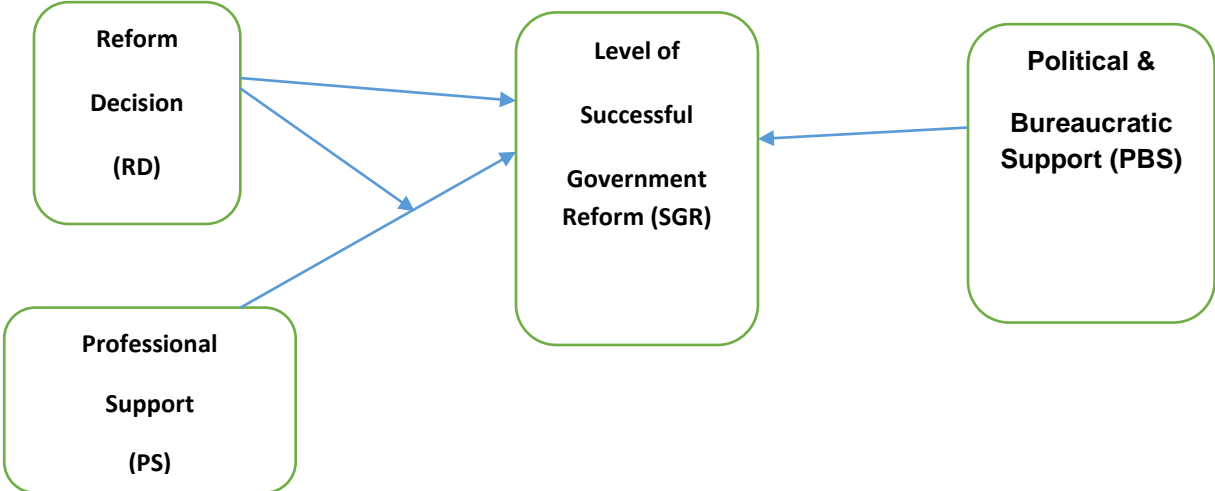 Reform
Decision
(RD)
Level of
Successful
Government
Reform (SGR)
Political &
Bureaucratic
Support (PBS)
Professional
Support
(PS)